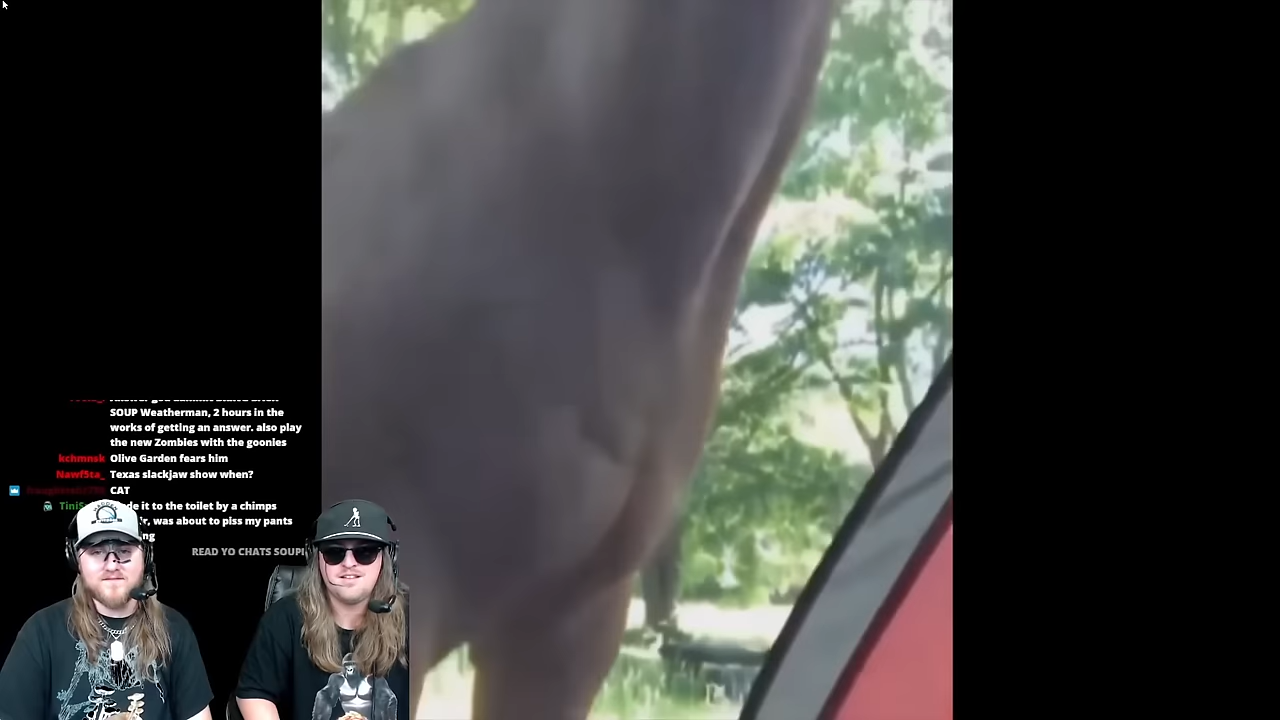 SOUP Weatherman, 2 hours in the
works of getting an answer. also play
the new Zombies with the goonies
kchmnsk Olive Garden fears him
Nawf5ta_ Texas slackjaw show when?
CAT
it to the toilet by a chimps
was about to piss my pants
READ YO CHATS SOUP!